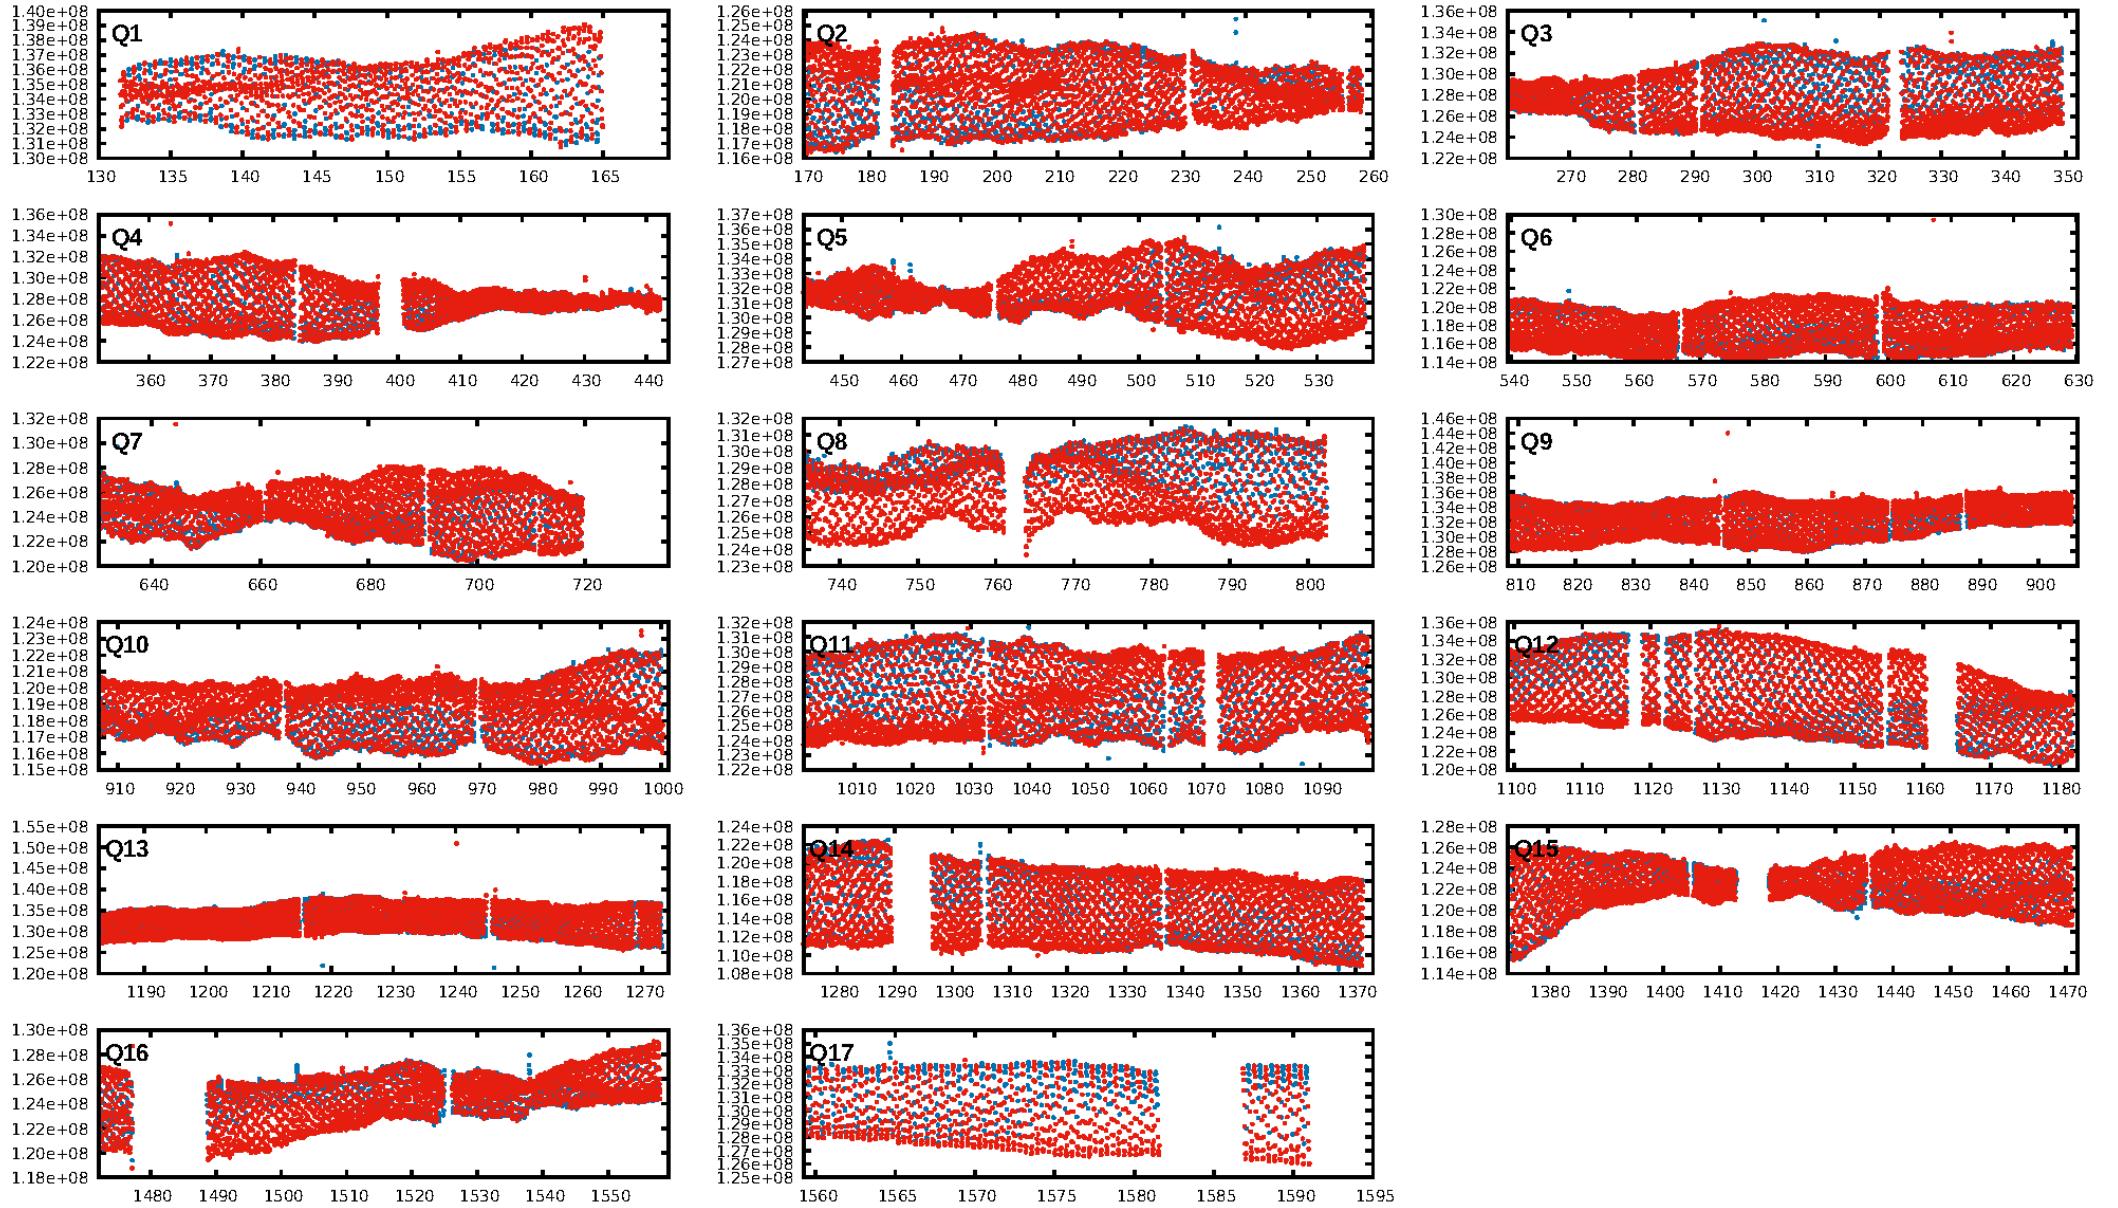 1.40e+08
1.39e+08
1.38e+08
1.37e+08
1.36e+08
1.35e+08
1.34e+08
1.33e+08
1.32e+08
1.31e+08
1.30e+08
Q1
130 135 140 145 150 155 160 165
1.26e+08
1.25e+08
1.24e+08
1.23e+08
1.22e+08
1.21e+08
1.20e+08
1.19e+08
1.18e+08
1.17e+08
1.16e+08
Q2
170 180 190 200 210 220 230 240 250 260
1.36e+08
1.34e+08
1.32e+08
1.30e+08
1.28e+08
1.26e+08
1.24e+08
1.22e+08
Q3
270 280 290 300 310 320 330 340 350
1.36e+08
1.34e+08
1.32e+08
1.30e+08
1.28e+08
1.26e+08
1.24e+08
1.22e+08
Q4
360 370 380 390 400 410 420 430 440
1.37e+08
1.36e+08
1.35e+08
1.34e+08
1.33e+08
1.32e+08
1.31e+08
1.30e+08
1.29e+08
1.28e+08
1.27e+08
Q5
450 460 470 480 490 500 510 520 530
1.30e+08
1.28e+08
1.26e+08
1.24e+08
1.22e+08
1.20e+08
1.18e+08
1.16e+08
1.14e+08
Q6
540 550 560 570 580 590 600 610 620 630
1.32e+08
1.30e+08
1.28e+08
1.26e+08
1.24e+08
1.22e+08
1.20e+08
Q7
640 660 680 700 720
1.32e+08
1.31e+08
1.30e+08
1.29e+08
1.28e+08
1.27e+08
1.26e+08
1.25e+08
1.24e+08
1.23e+08
Q8
740 750 760 770 780 790 800
1.46e+08
1.44e+08
1.42e+08
1.40e+08
1.38e+08
1.36e+08
1.34e+08
1.32e+08
1.30e+08
1.28e+08
1.26e+08
Q9
810 820 830 840 850 860 870 880 890 900
1.24e+08
1.23e+08
1.22e+08
1.21e+08
1.20e+08
1.19e+08
1.18e+08
1.17e+08
1.16e+08
1.15e+08
Q10
910 920 930 940 950 960 970 980 990 1000
1.32e+08
1.31e+08
1.30e+08
1.29e+08
1.28e+08
1.27e+08
1.26e+08
1.25e+08
1.24e+08
1.23e+08
1.22e+08
Q11
1010 1020 1030 1040 1050 1060 1070 1080 1090
1.36e+08
1.34e+08
1.32e+08
1.30e+08
1.28e+08
1.26e+08
1.24e+08
1.22e+08
1.20e+08
Q12
1100 1110 1120 1130 1140 1150 1160 1170 1180
1.55e+08
1.50e+08
1.45e+08
1.40e+08
1.35e+08
1.30e+08
1.25e+08
1.20e+08
Q13
1190 1200 1210 1220 1230 1240 1250 1260 1270
1.24e+08
1.22e+08
1.20e+08
1.18e+08
1.16e+08
1.14e+08
1.12e+08
1.10e+08
1.08e+08
Q14
1280 1290 1300 1310 1320 1330 1340 1350 1360 1370
1.28e+08
1.26e+08
1.24e+08
1.22e+08
1.20e+08
1.18e+08
1.16e+08
1.14e+08
Q15
1380 1390 1400 1410 1420 1430 1440 1450 1460 1470
1.30e+08
1.28e+08
1.26e+08
1.24e+08
1.22e+08
1.20e+08
1.18e+08
Q16
1480 1490 1500 1510 1520 1530 1540 1550
1.36e+08
1.35e+08
1.34e+08
1.33e+08
1.32e+08
1.31e+08
1.30e+08
1.29e+08
1.28e+08
1.27e+08
1.26e+08
1.25e+08
Q17
1560 1565 1570 1575 1580 1585 1590 1595